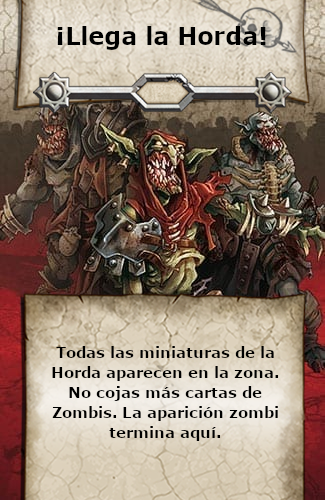 ¡Llega la Horda!
Todas las miniaturas de la
Horda aparecen en la zona.
No cojas más cartas de
Zombis. La aparición zombi
termina aquí.